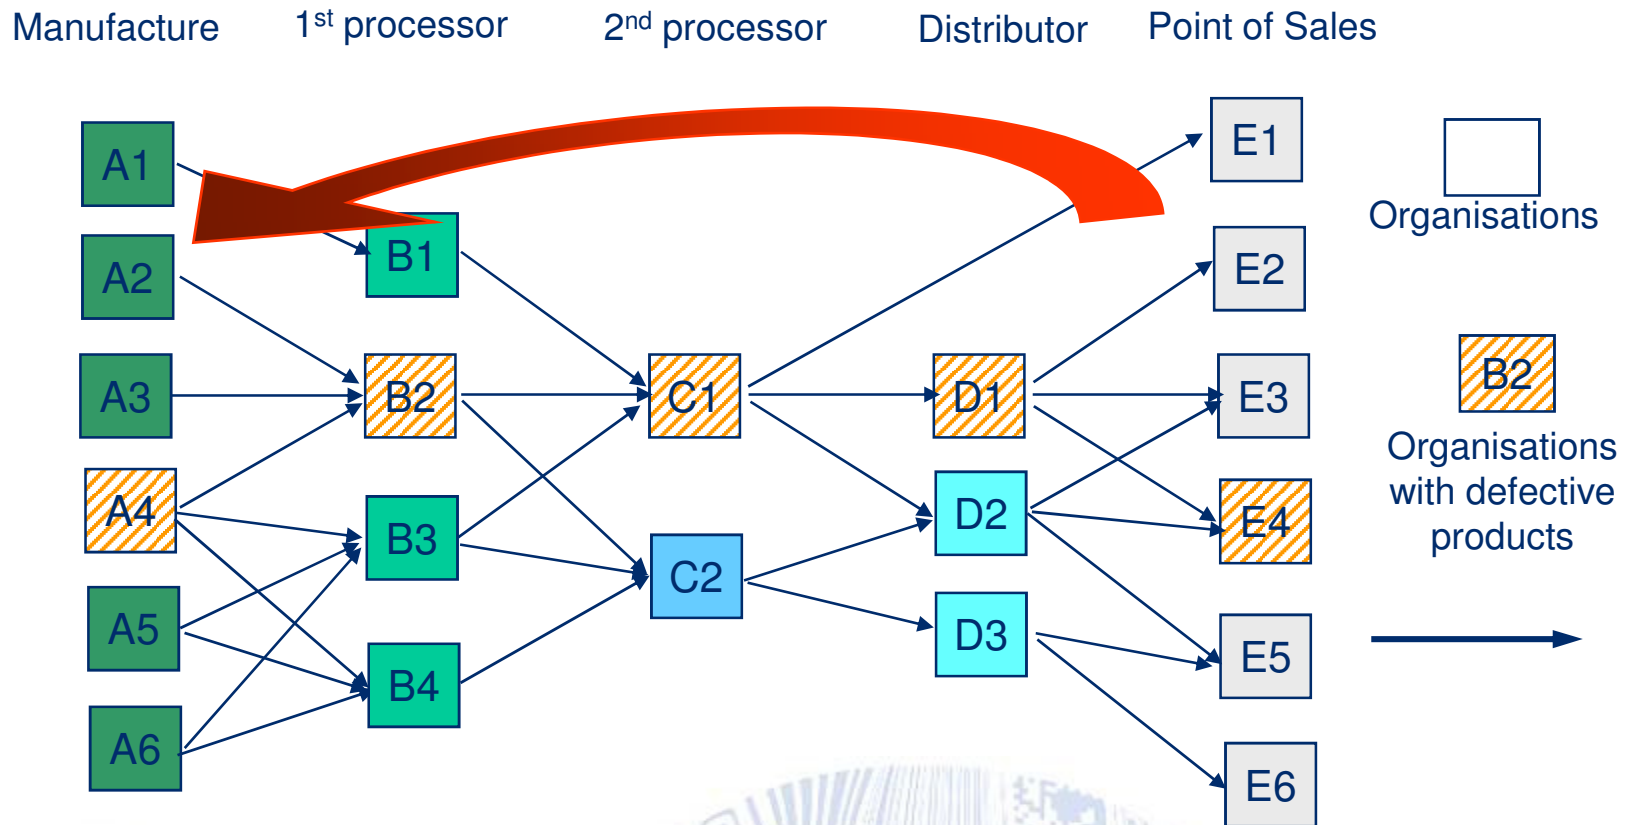 Manufacture 1st processor 2nd processor Distributor Point of Sales
A1
A2
A3
A4
A5
A6
B1
B2
B3
B4
C1
C2
D1
D2
D3
E1
E2
E3
E4
E5
E6
Organisations
B2
Organisations
with defective
products